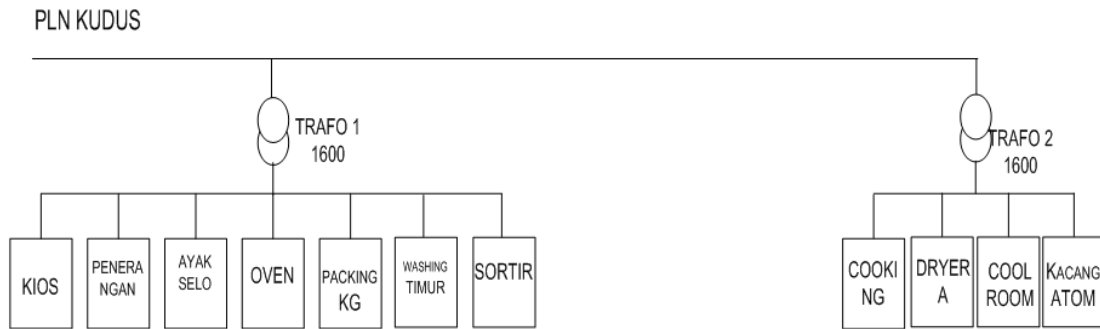 PLN KUDUS
TRAFO 1
1600
TRAFO 2
1600
KIOS
PENERA
NGAN
AYAK
SELO
OVEN
PACKING
KG
WASHING
TIMUR
SORTIR
COOKI
NG
DRYER
A
COOL
ROOM
KACANG
ATOM